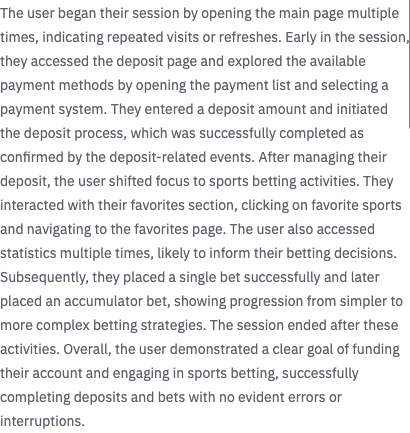 The user began their session by opening the main page multiple
times, indicating repeated visits or refreshes. Early in the session,
they accessed the deposit page and explored the available
payment methods by opening the payment list and selecting a
payment system. They entered a deposit amount and initiated
the deposit process, which was successfully completed as
confirmed by the deposit-related events. After managing their
deposit, the user shifted focus to sports betting activities. They
interacted with their favorites section, clicking on favorite sports
and navigating to the favorites page. The user also accessed
statistics multiple times, likely to inform their betting decisions.
Subsequently, they placed a single bet successfully and later
placed an accumulator bet, showing progression from simpler to
more complex betting strategies. The session ended after these
activities. Overall, the user demonstrated a clear goal of funding
their account and engaging in sports betting, successfully
completing deposits and bets with no evident errors or
interruptions.